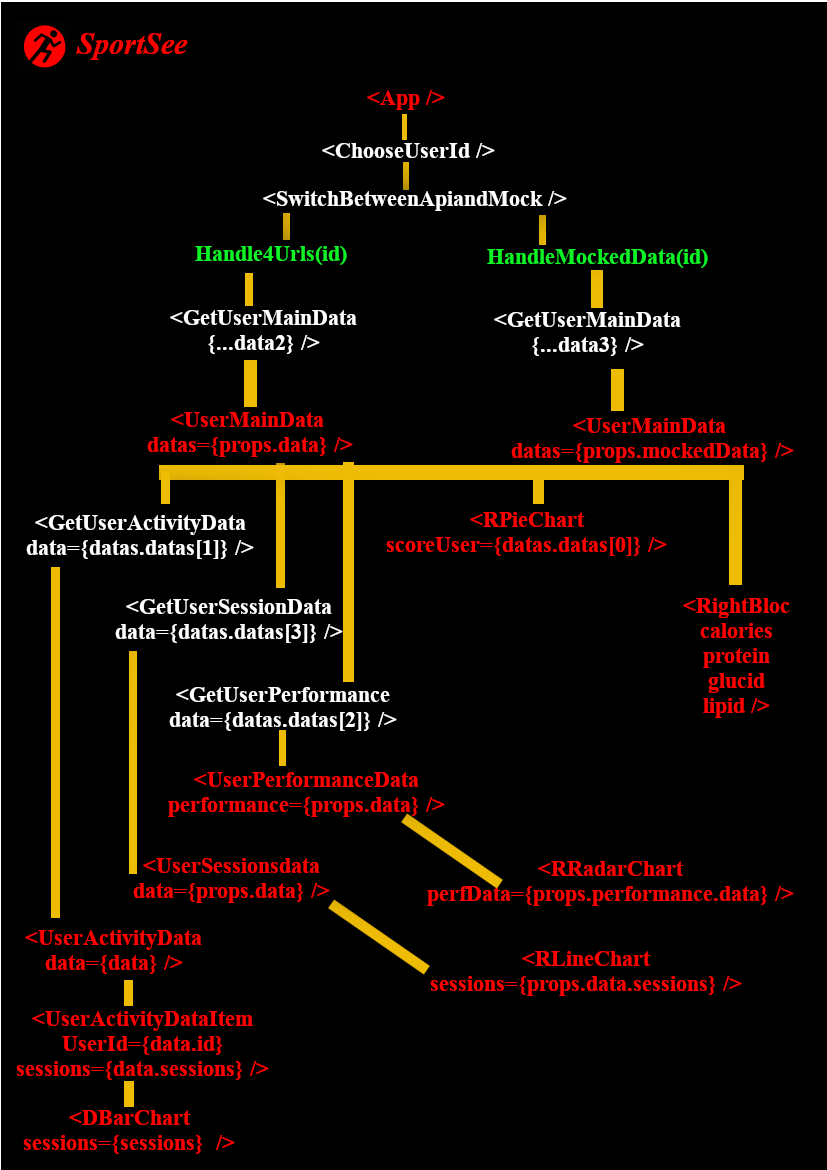 SportSee
<App />
<ChooseUserId />
<SwitchBetweenApiandMock />
Handle4Urls(id)
HandleMockedData(id)
<GetUserMainData
{...data2} />
<GetUserMainData
{...data3} />
<UserMainData
datas={props.data} />
<UserMainData
datas={props.mockedData} />
<GetUserActivityData
data={datas.datas[1]} />
<RPieChart
scoreUser={datas.datas[0]} />
<GetUserSessionData
data={datas.datas[3]} />
<RightBloc
calories
protein
glucid
lipid />
<GetUserPerformance
data={datas.datas[2]} />
<UserPerformanceData
performance={props.data} />
<UserSessionsdata
data={props.data} />
<RRadarChart
perfData={props.performance.data} />
<UserActivityData
data={data} />
<RLineChart
sessions={props.data.sessions} />
<UserActivityDataItem
UserId={data.id}
sessions={data.sessions} />
<DBarChart
sessions={sessions}  />